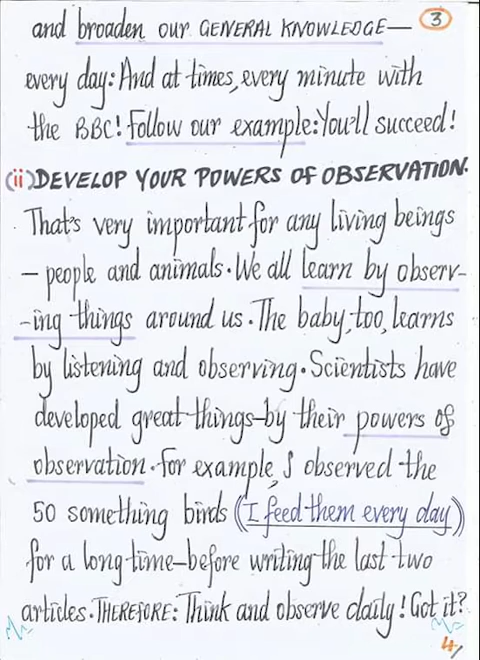 and broaden our GENERAL KNOWLEDGE— 3
every day: And at times, every minute with
the BBC! Follow our example: You'll succeed!
(ii) DEVELOP YOUR POWERS OF OBSERVATION.
That's very important for any living beings
– people and animals. We all learn by observ-
-ing things around us. The baby, too, learns
by listening and observing. Scientists have
developed great things–by their powers of
observation. For example, I observed the
50 something birds (I feed them every day)
for a long time–before writing the last two
articles. THEREFORE: Think and observe daily! Got it?
4/